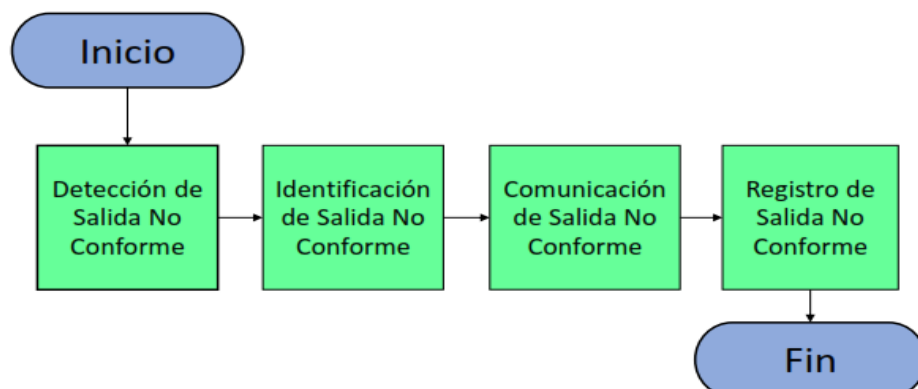 Inicio
Detección de
Salida No
Conforme
Identificación
de Salida No
Conforme
Comunicación
de Salida No
Conforme
Registro de
Salida No
Conforme
Fin